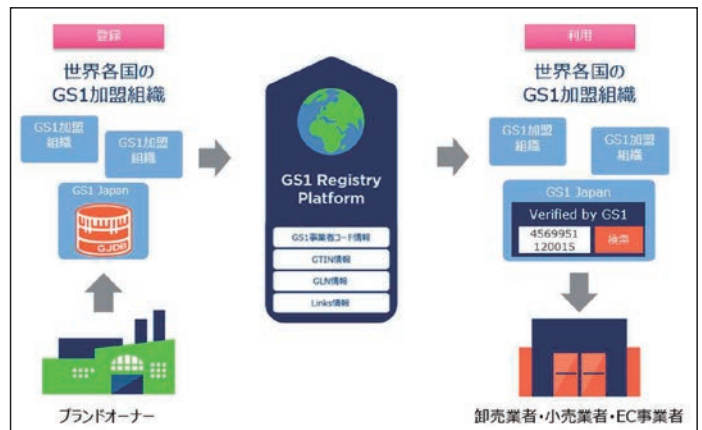 登録
世界各国の
GS1加盟組織
GS1加盟
組織
GS1加盟
組織
GS1 Japan
GJDB
ブランドオーナー
GS1 Registry
Platform
GS1事業者コード情報
GTIN情報
GLN情報
Links情報
利用
世界各国の
GS1加盟組織
GS1加盟
組織
GS1加盟
組織
GS1 Japan
Verified by GS1
4569951
120015
検索
卸売業者・小売業者・EC事業者